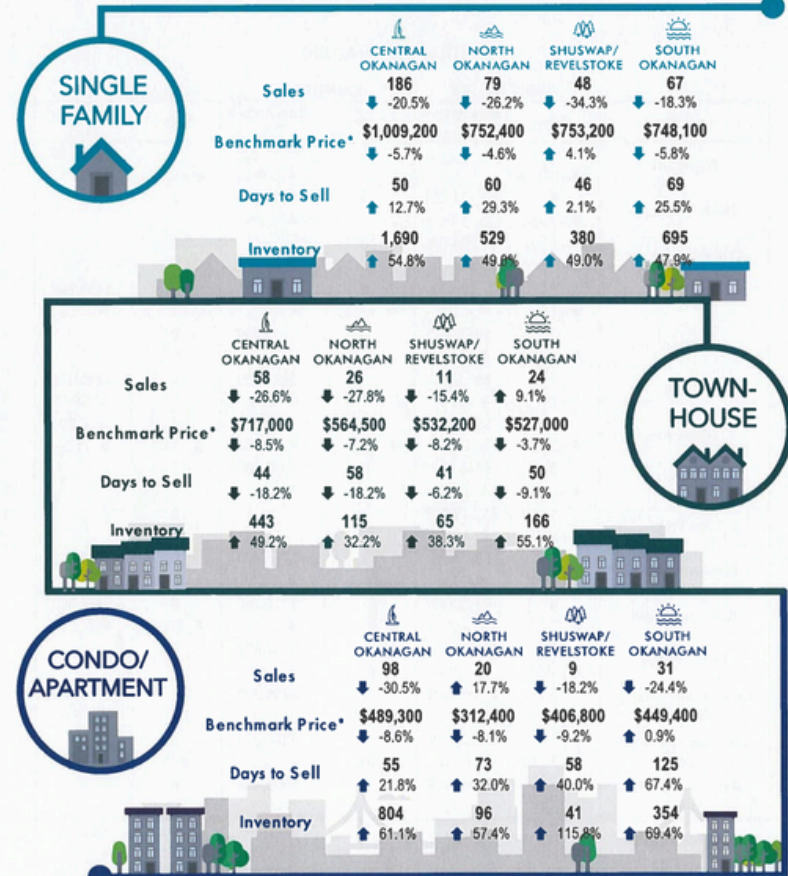 SINGLE
FAMILY
CENTRAL OKANAGAN NORTH OKANAGAN SHUSWAP/ REVELSTOKE SOUTH OKANAGAN
Sales 186 79 48 67
-20.5% -26.2% -34.3% -18.3%
Benchmark Price* $1,009,200 $752,400 $753,200 $748,100
-5.7% -4.6% 4.1% -5.8%
Days to Sell 50 60 46 69
12.7% 29.3% 2.1% 25.5%
Inventory 1,690 529 380 695
54.8% 49.0% 47.9%
TOWN-
HOUSE
CENTRAL OKANAGAN NORTH OKANAGAN SHUSWAP/ REVELSTOKE SOUTH OKANAGAN
Sales 58 26 11 24
-26.6% -27.8% -15.4% 9.1%
Benchmark Price* $717,000 $564,500 $532,200 $527,000
-8.5% -7.2% -8.2% -3.7%
Days to Sell 44 58 41 50
-18.2% -18.2% -6.2% -9.1%
Inventory 443 115 65 166
49.2% 32.2% 38.3% 55.1%
CONDO/
APARTMENT
CENTRAL OKANAGAN NORTH OKANAGAN SHUSWAP/ REVELSTOKE SOUTH OKANAGAN
Sales 98 20 9 31
-30.5% 17.7% -18.2% -24.4%
Benchmark Price* $489,300 $312,400 $406,800 $449,400
-8.6% -8.1% -9.2% 0.9%
Days to Sell 55 73 58 125
21.8% 32.0% 40.0% 67.4%
Inventory 804 96 41 354
61.1% 57.4% 115.8% 69.4%